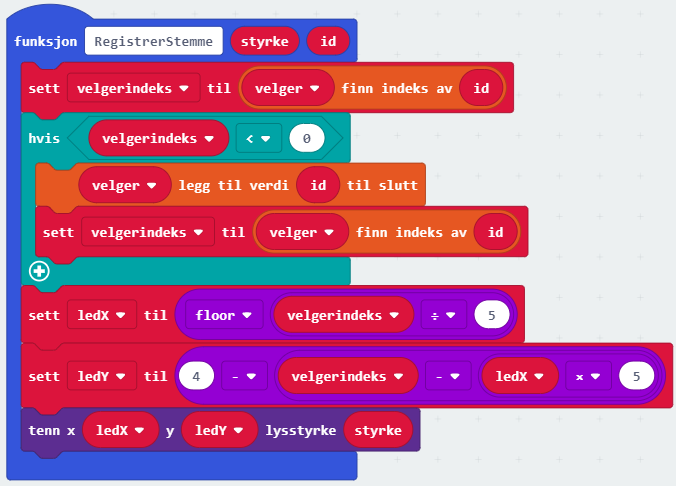 funksjon RegistrerStemme styrke id
sett velgerindeks til velger finn indeks av id
hvis velgerindeks < 0
velger legg til verdi id til slutt
sett velgerindeks til velger finn indeks av id
sett ledX til floor velgerindeks ÷ 5
sett ledY til 4 - velgerindeks - ledX x 5
tenn x ledX y ledY lysstyrke styrke